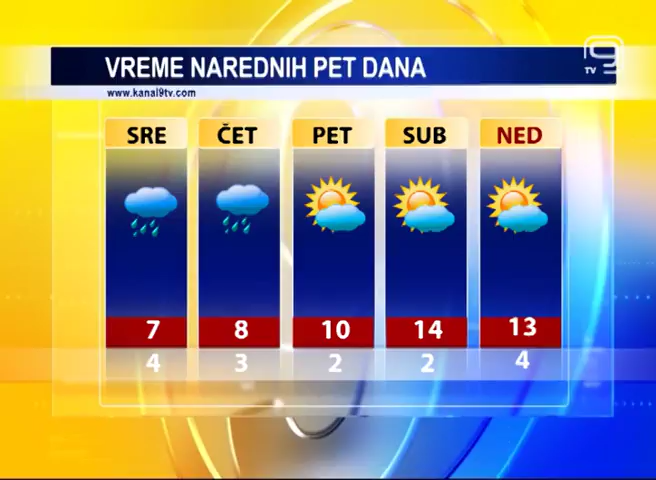 VREME NAREDNIH PET DANA
9
TV
www.kanal9tv.com
SRE ČET PET SUB NED
7 8 10 14 13
4 3 2 2 4